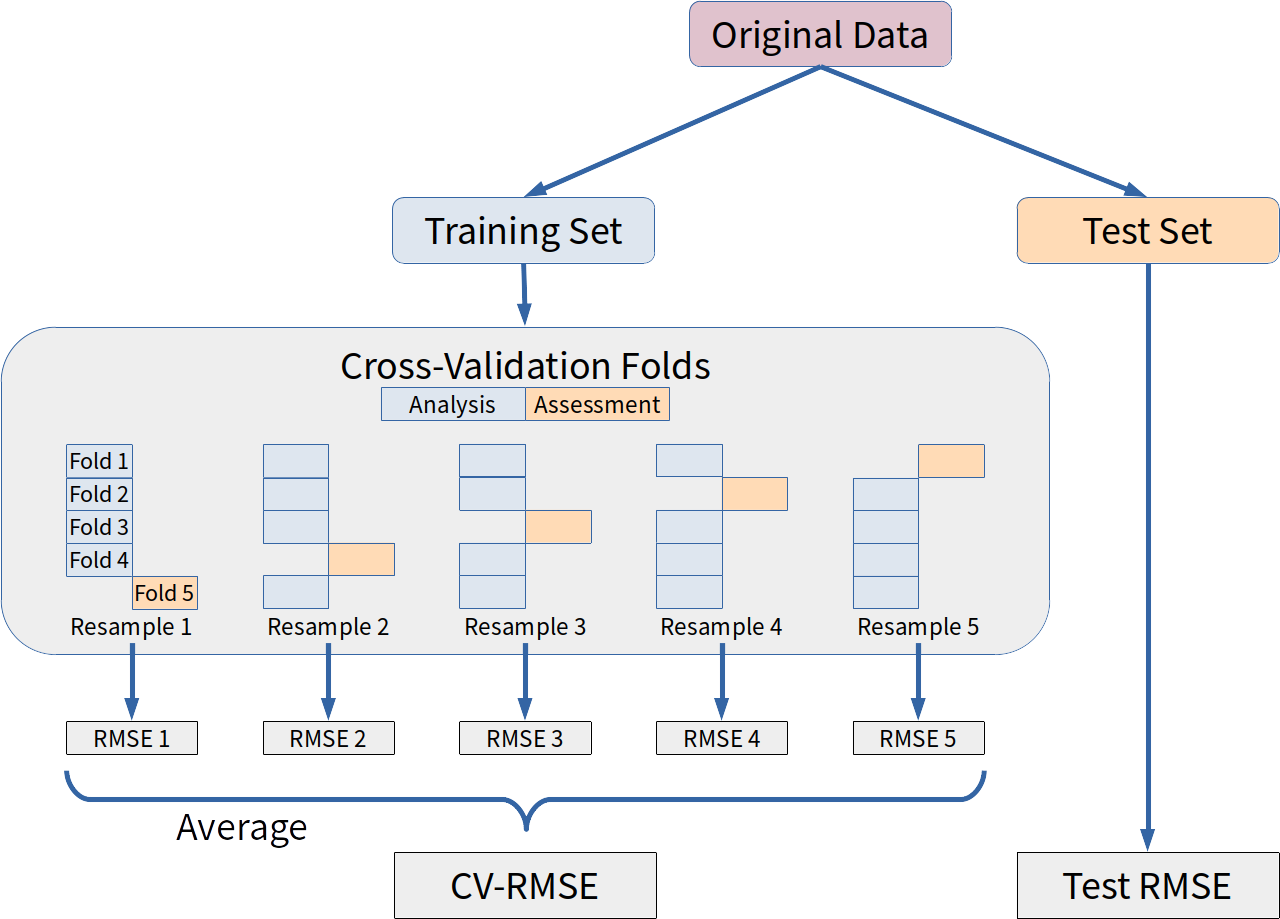 Original Data
Training Set
Test Set
Cross-Validation Folds
Analysis
Assessment
Fold 1
Fold 2
Fold 3
Fold 4
Fold 5
Resample 1
Resample 2
Resample 3
Resample 4
Resample 5
RMSE 1
RMSE 2
RMSE 3
RMSE 4
RMSE 5
Average
CV-RMSE
Test RMSE